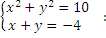 {x² + y² = 10
x + y = −4 :